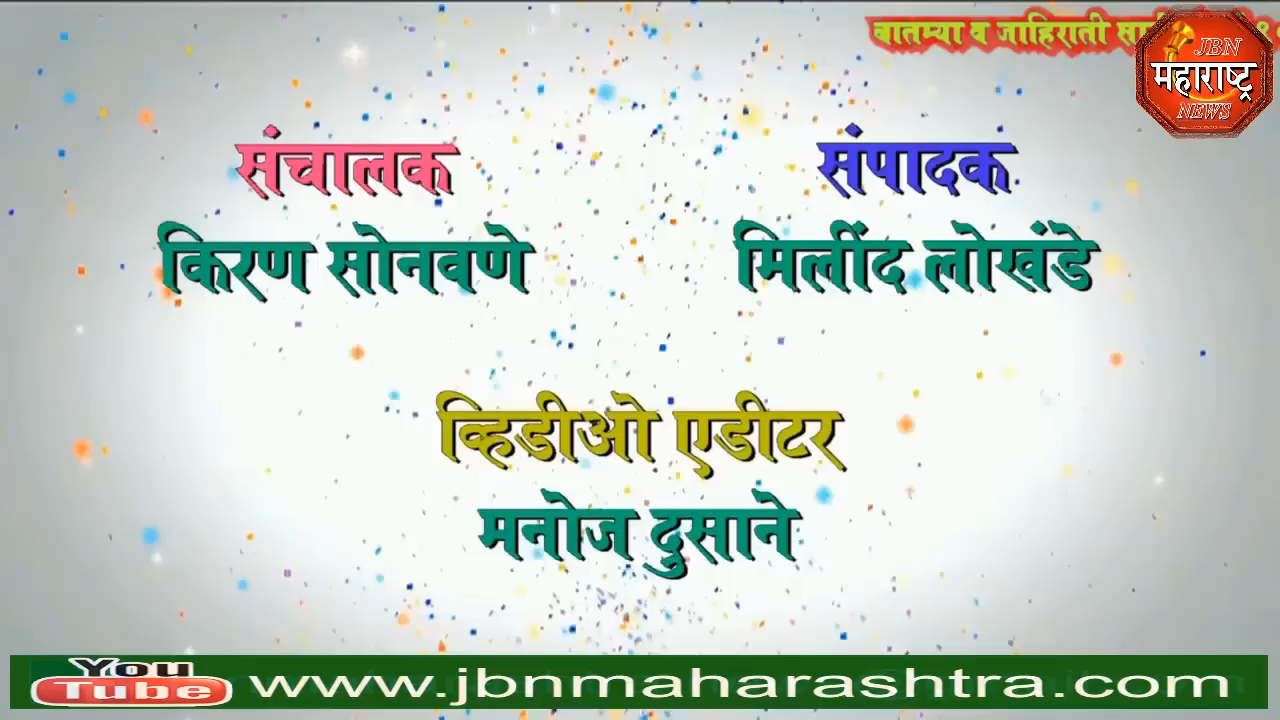 बातम्या व जाहिराती
JBN
महाराष्ट्र
NEWS
संचालक
संपादक
किरण सोनवणे
मिलींद लोखंडे
व्हिडीओ एडीटर
मनोज दुसाने
You
Tube
www.jbnmaharashtra.com